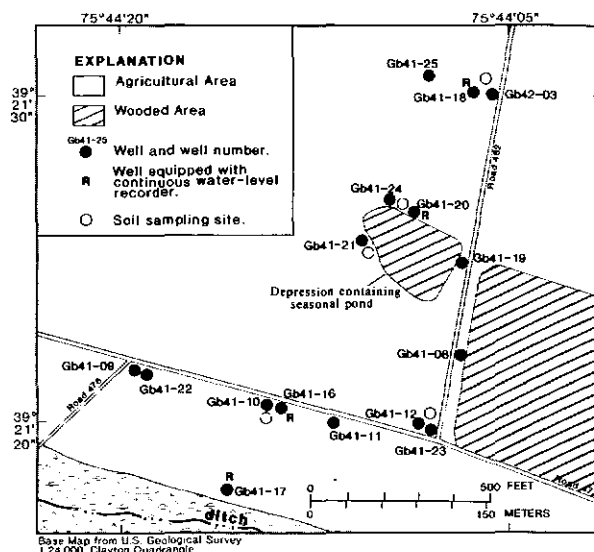 75°44'20"
75°44'05"
EXPLANATION
Agricultural Area
Wooded Area
Gb41-25
Well and well number.
R Well equipped with
continuous water-level
recorder.
Soil sampling site.
39°
21'
30"
Gb41-25
R
Gb41-18
Gb42-03
Road 462
Gb41-24
Gb41-20
R
Gb41-21
Gb41-19
Depression containing
seasonal pond
Gb41-08
Gb41-09
Gb41-22
Road 476
Gb41-16
Gb41-10
R
Gb41-12
Gb41-11
Gb41-23
39°
21'
20"
R
Gb41-17
ditch
0 500 FEET
0 150 METERS
Base Map from U.S. Geological Survey
1:24,000, Clayton Quadrangle